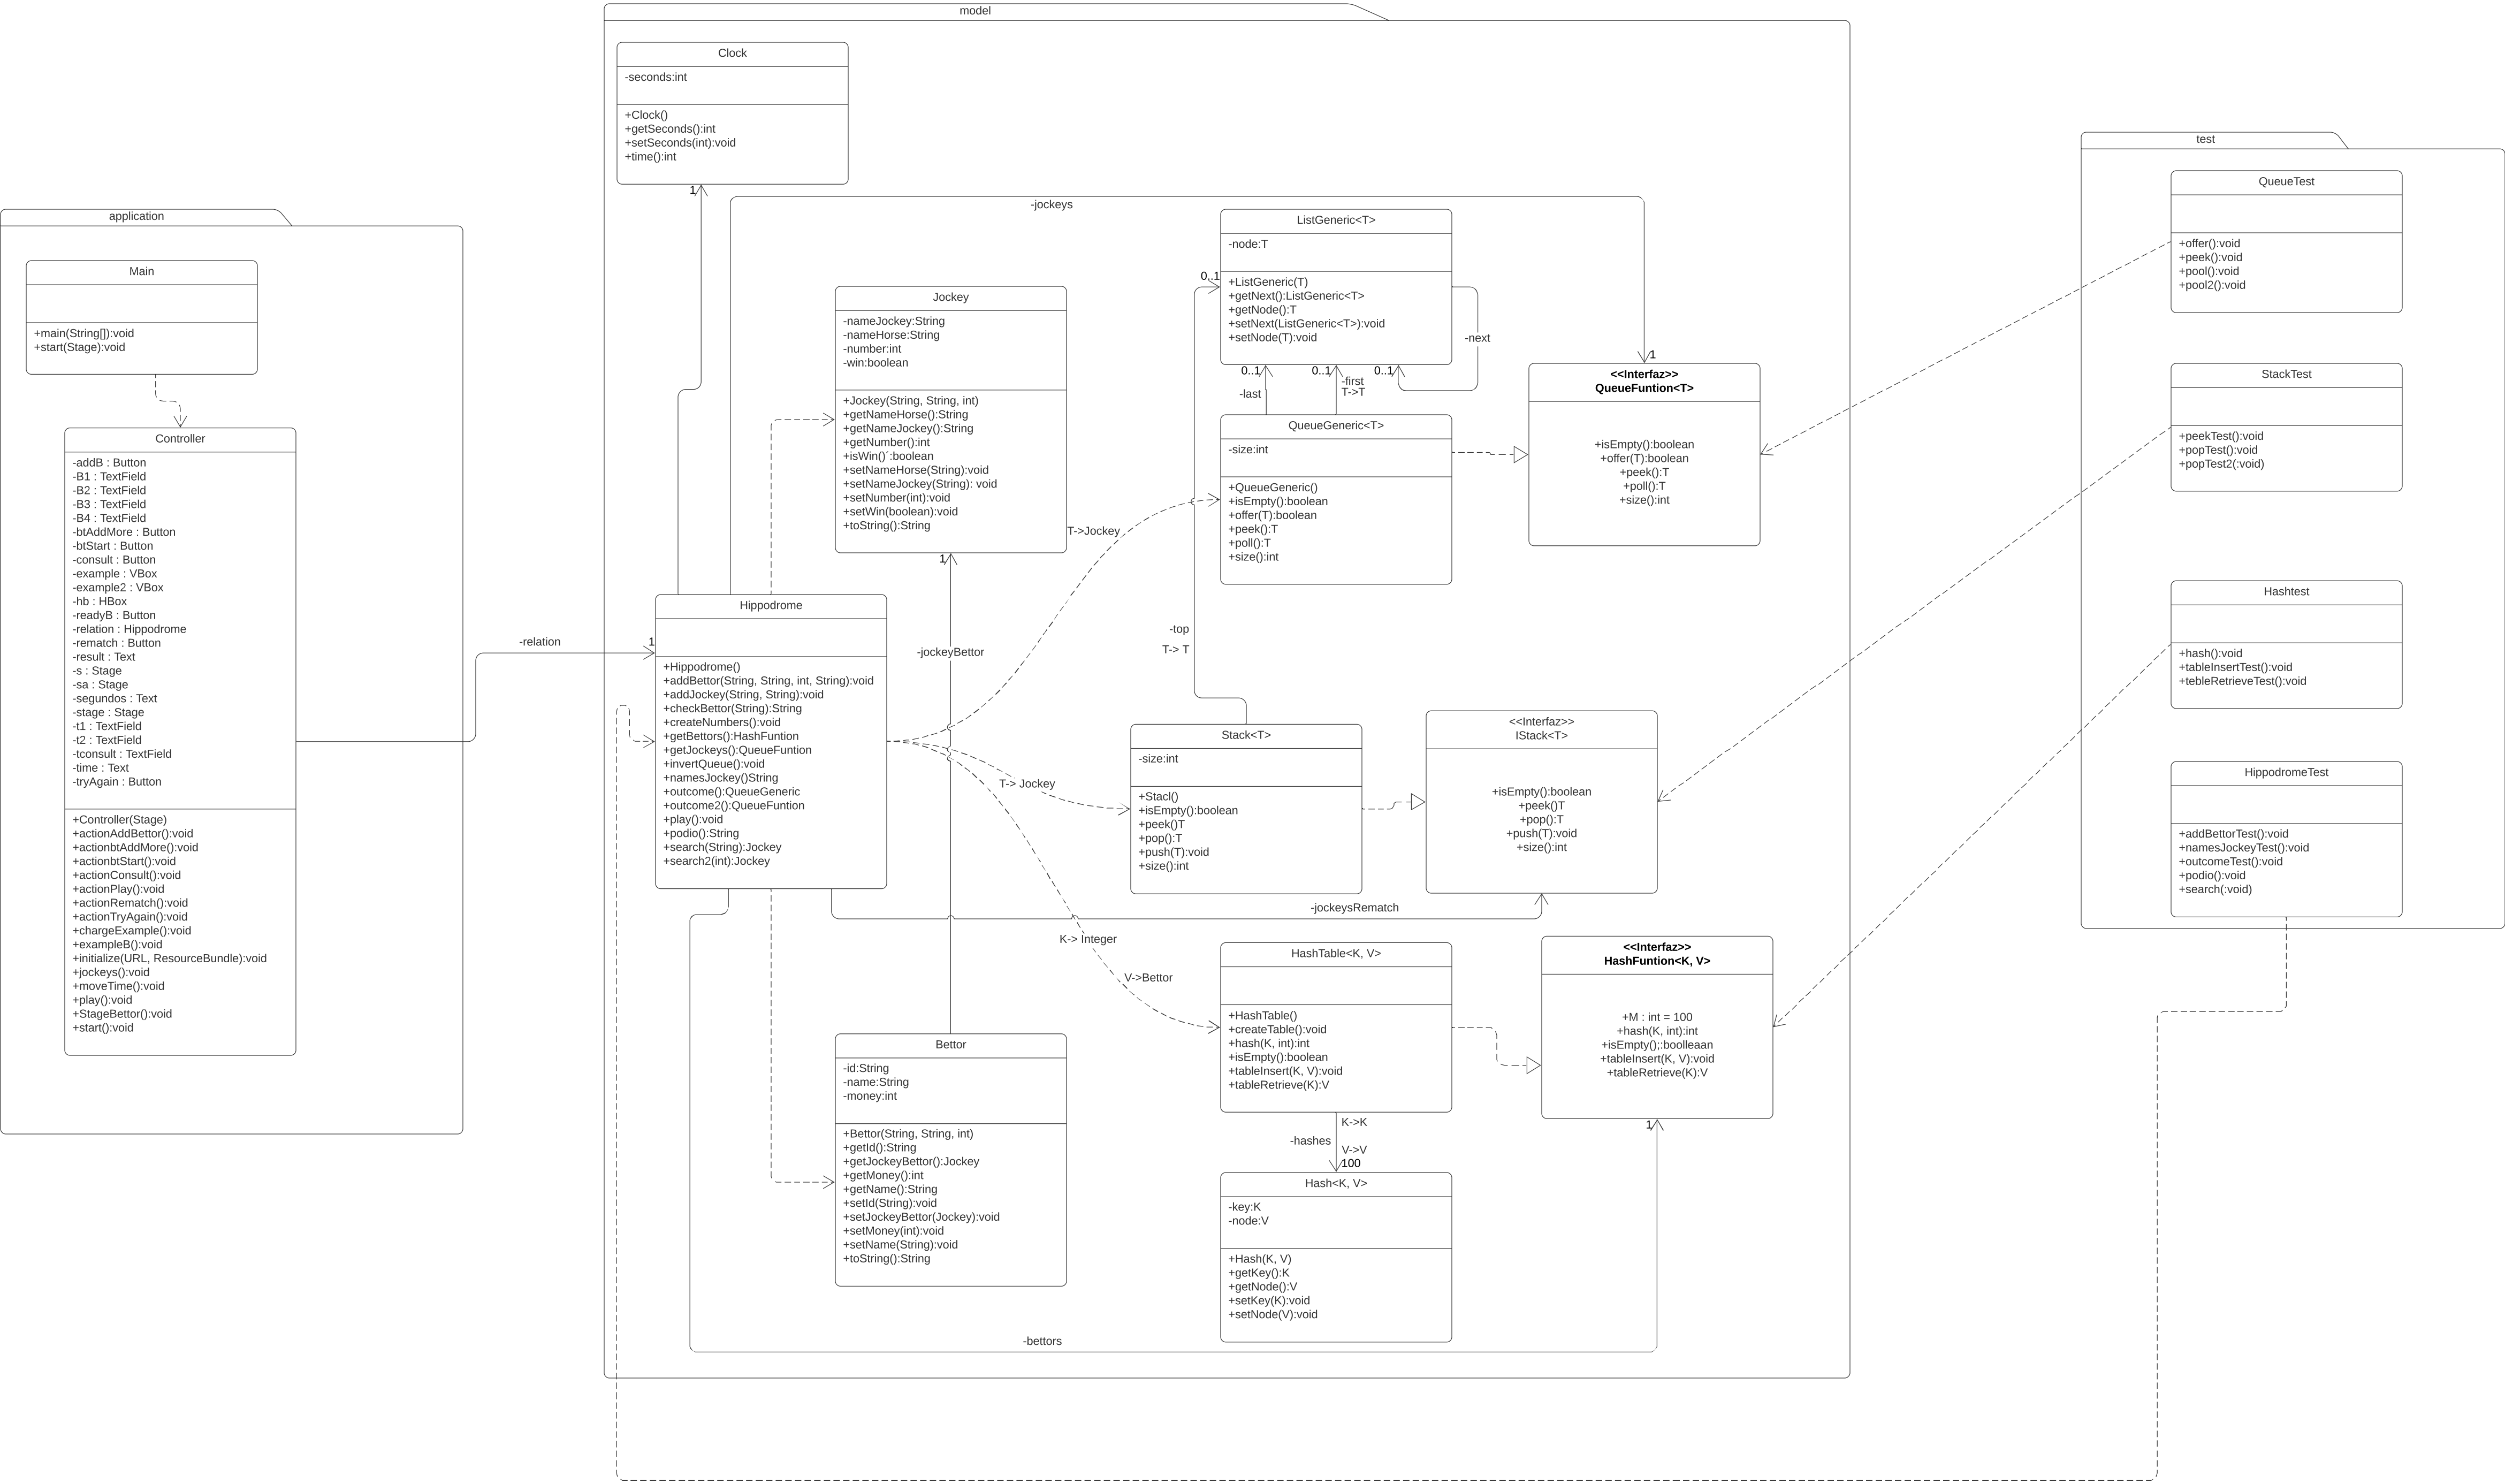 application
Main
+main(String[]):void
+start(Stage):void
Controller
-addB : Button
-B1 : TextField
-B2 : TextField
-B3 : TextField
-B4 : TextField
-btAddMore : Button
-btStart : Button
-consult : Button
-example : VBox
-example2 : VBox
-hb : HBox
-readyB : Button
-relation : Hippodrome
-rematch : Button
-result : Text
-s : Stage
-sa : Stage
-segundos : Text
-stage : Stage
-t1 : TextField
-t2 : TextField
-tconsult : TextField
-time : Text
-tryAgain : Button
+Controller(Stage)
+actionAddBettor():void
+actionbtAddMore():void
+actionbtStart():void
+actionConsult():void
+actionPlay():void
+actionRematch():void
+actionTryAgain():void
+chargeExample():void
+exampleB():void
+initialize(URL, ResourceBundle):void
+jockeys():void
+moveTime():void
+play():void
+StageBettor():void
+start():void
-relation
1
model
Clock
-seconds:int
+Clock()
+getSeconds():int
+setSeconds(int):void
+time():int
1
-jockeys
1
Jockey
-nameJockey:String
-nameHorse:String
-number:int
-win:boolean
+Jockey(String, String, int)
+getNameHorse():String
+getNameJockey():String
+getNumber():int
+isWin()´:boolean
+setNameHorse(String):void
+setNameJockey(String): void
+setNumber(int):void
+setWin(boolean):void
+toString():String
1
-jockeyBettor
Hippodrome
+Hippodrome()
+addBettor(String, String, int, String):void
+addJockey(String, String):void
+checkBettor(String):String
+createNumbers():void
+getBettors():HashFuntion
+getJockeys():QueueFuntion
+invertQueue():void
+namesJockey()String
+outcome():QueueGeneric
+outcome2():QueueFuntion
+play():void
+podio():String
+search(String):Jockey
+search2(int):Jockey
T->Jockey
T-> Jockey
K-> Integer
V->Bettor
-jockeysRematch
-bettors
1
Bettor
-id:String
-name:String
-money:int
+Bettor(String, String, int)
+getId():String
+getJockeyBettor():Jockey
+getMoney():int
+getName():String
+setId(String):void
+setJockeyBettor(Jockey):void
+setMoney(int):void
+setName(String):void
+toString():String
ListGeneric<T>
-node:T
+ListGeneric(T)
+getNext():ListGeneric<T>
+getNode():T
+setNext(ListGeneric<T>):void
+setNode(T):void
0..1
-next
0..1
0..1
0..1
-last
-first
T->T
QueueGeneric<T>
-size:int
+QueueGeneric()
+isEmpty():boolean
+offer(T):boolean
+peek():T
+poll():T
+size():int
<<Interfaz>>
QueueFuntion<T>
+isEmpty():boolean
+offer(T):boolean
+peek():T
+poll():T
+size():int
-top
T-> T
Stack<T>
-size:int
+Stacl()
+isEmpty():boolean
+peek()T
+pop():T
+push(T):void
+size():int
<<Interfaz>>
IStack<T>
+isEmpty():boolean
+peek()T
+pop():T
+push(T):void
+size():int
HashTable<K, V>
+HashTable()
+createTable():void
+hash(K, int):int
+isEmpty():boolean
+tableInsert(K, V):void
+tableRetrieve(K):V
<<Interfaz>>
HashFuntion<K, V>
+M : int = 100
+hash(K, int):int
+isEmpty();:boolleaan
+tableInsert(K, V):void
+tableRetrieve(K):V
K->K
-hashes
V->V
100
Hash<K, V>
-key:K
-node:V
+Hash(K, V)
+getKey():K
+getNode():V
+setKey(K):void
+setNode(V):void
test
QueueTest
+offer():void
+peek():void
+pool():void
+pool2():void
StackTest
+peekTest():void
+popTest():void
+popTest2(:void)
Hashtest
+hash():void
+tableInsertTest():void
+tebleRetrieveTest():void
HippodromeTest
+addBettorTest():void
+namesJockeyTest():void
+outcomeTest():void
+podio():void
+search(:void)